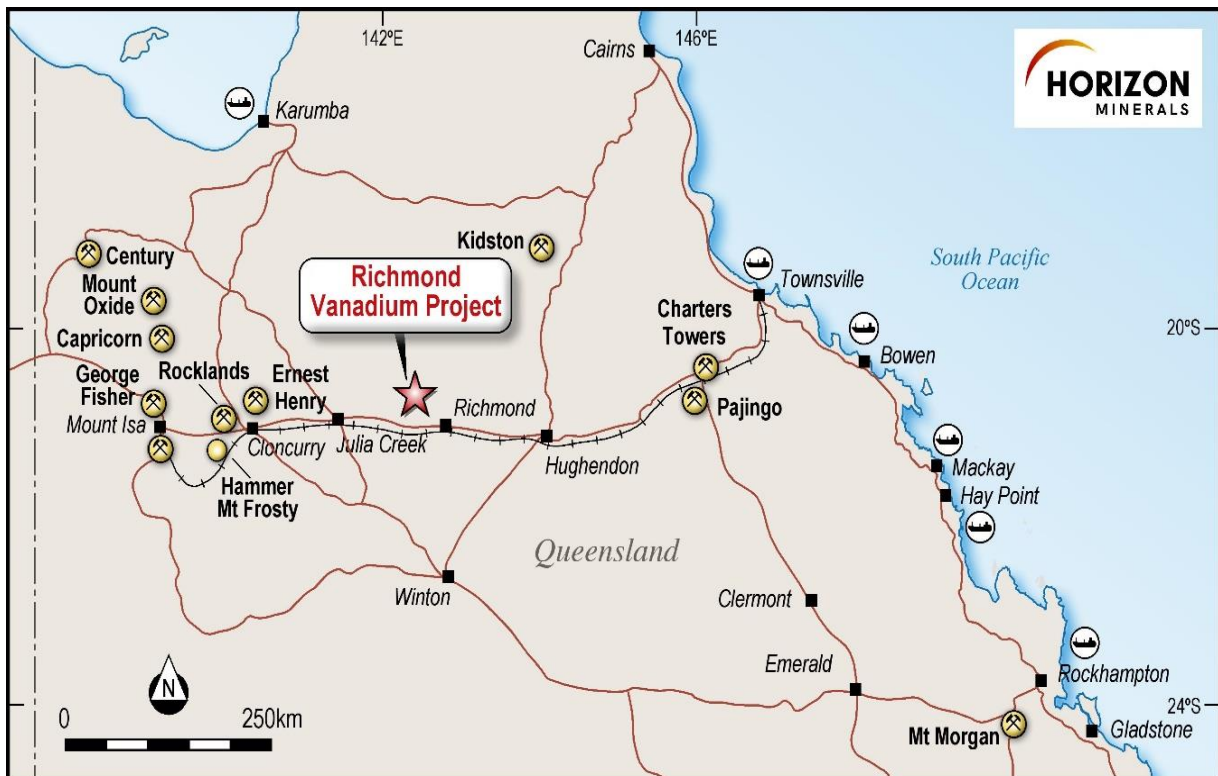 142ºE
146ºE
Cairns
HORIZON
MINERALS
Karumba
Century
Kidston
South Pacific
Ocean
Mount
Oxide
Richmond
Vanadium Project
Townsville
Charters
Towers
20ºS
Capricorn
Bowen
Rocklands
George
Fisher
Ernest
Henry
Richmond
Pajingo
Mount Isa
Cloncurry
Julia Creek
Hughendon
Mackay
Hay Point
Hammer
Mt Frosty
Queensland
Winton
Clermont
Emerald
Rockhampton
N
0
250km
24ºS
Mt Morgan
Gladstone